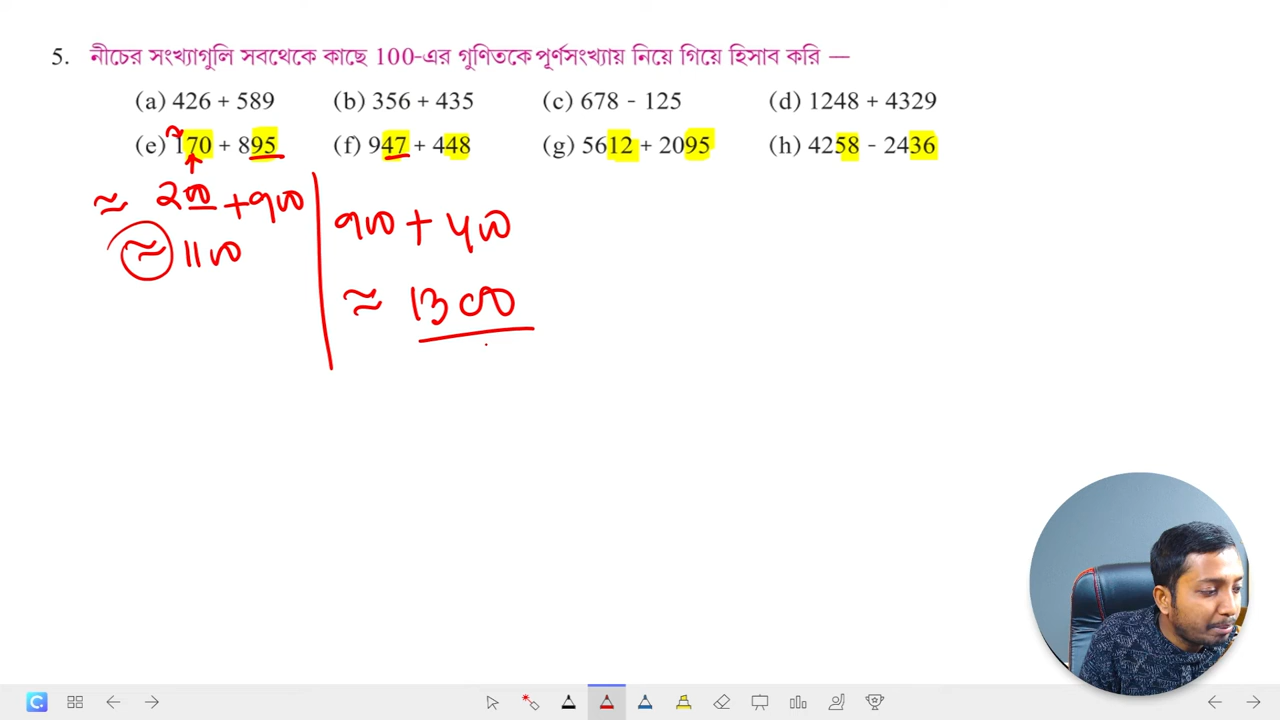 5. নীচের সংখ্যাগুলি সবথেকে কাছে 100-এর গুণিতকে পূর্ণসংখ্যায় নিয়ে গিয়ে হিসাব করি —
(a) 426 + 589 (b) 356 + 435 (c) 678 - 125 (d) 1248 + 4329
(e) 170 + 895 (f) 947 + 448 (g) 5612 + 2095 (h) 4258 - 2436
≈ 200 + 900
≈ 1100
900 + 400
≈ 1300